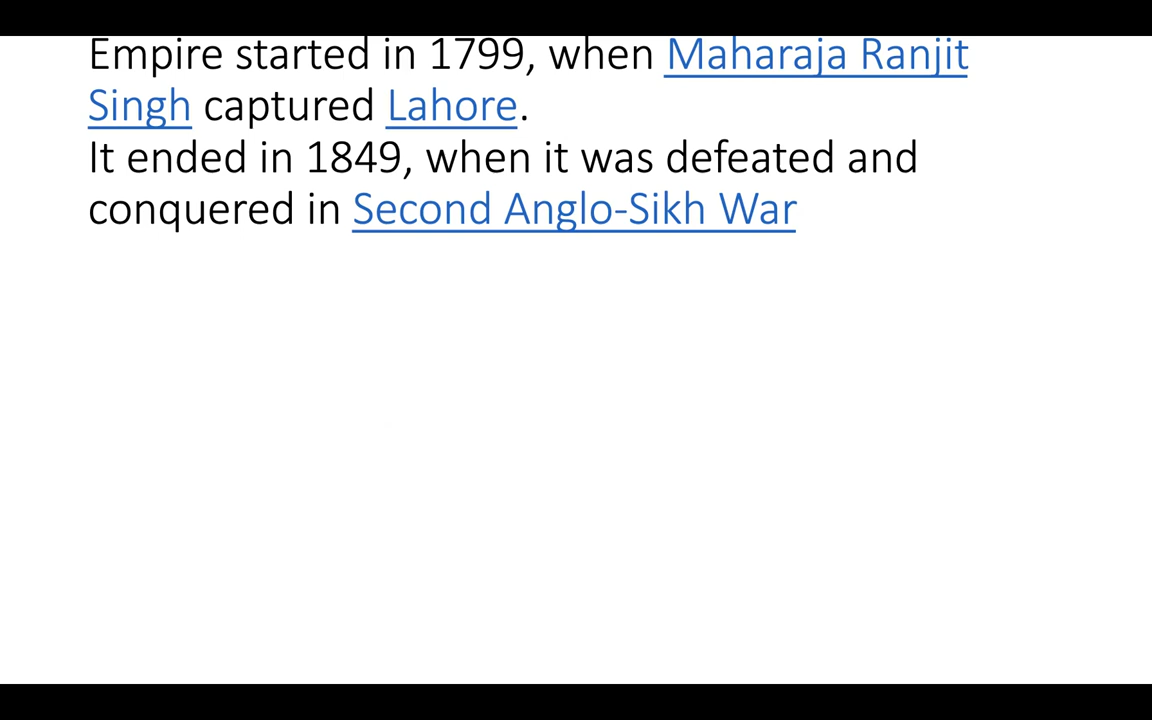 Empire started in 1799, when Maharaja Ranjit
Singh captured Lahore.
It ended in 1849, when it was defeated and
conquered in Second Anglo-Sikh War